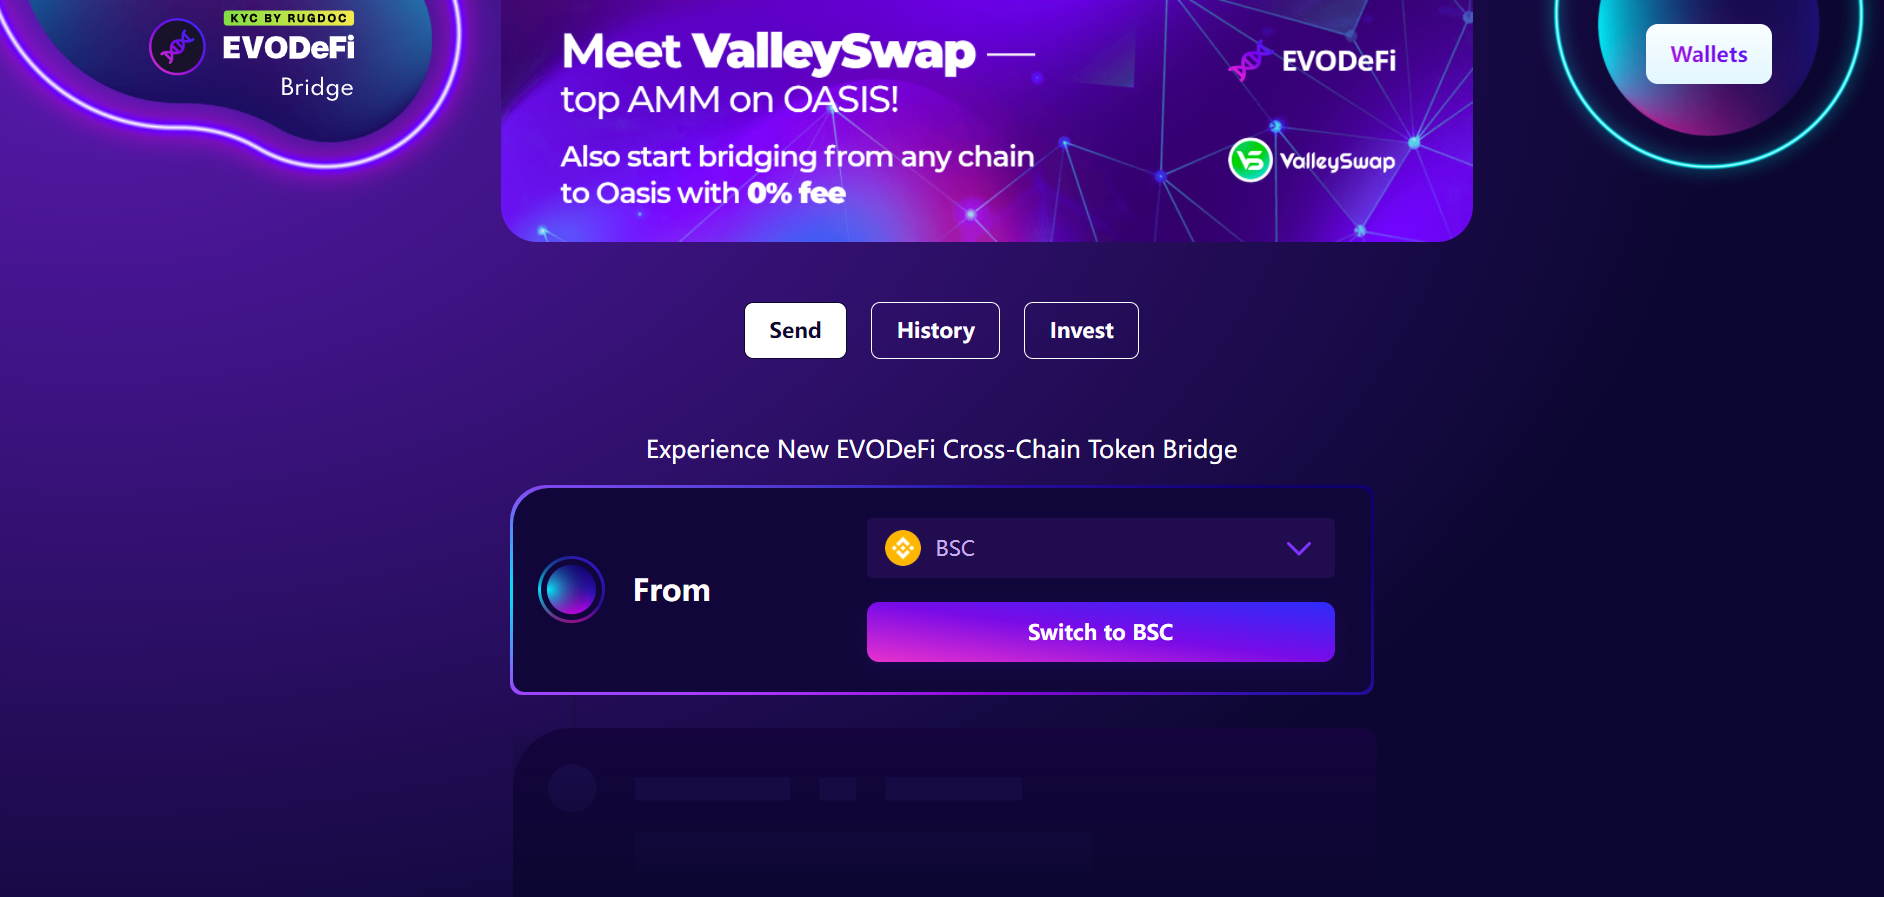 KYC BY RUGDOC
EVODeFi
Bridge
Meet ValleySwap —
top AMM on OASIS!
Also start bridging from any chain
to Oasis with 0% fee
EVODeFi
ValleySwap
Wallets
Send
History
Invest
Experience New EVODeFi Cross-Chain Token Bridge
From
BSC
Switch to BSC